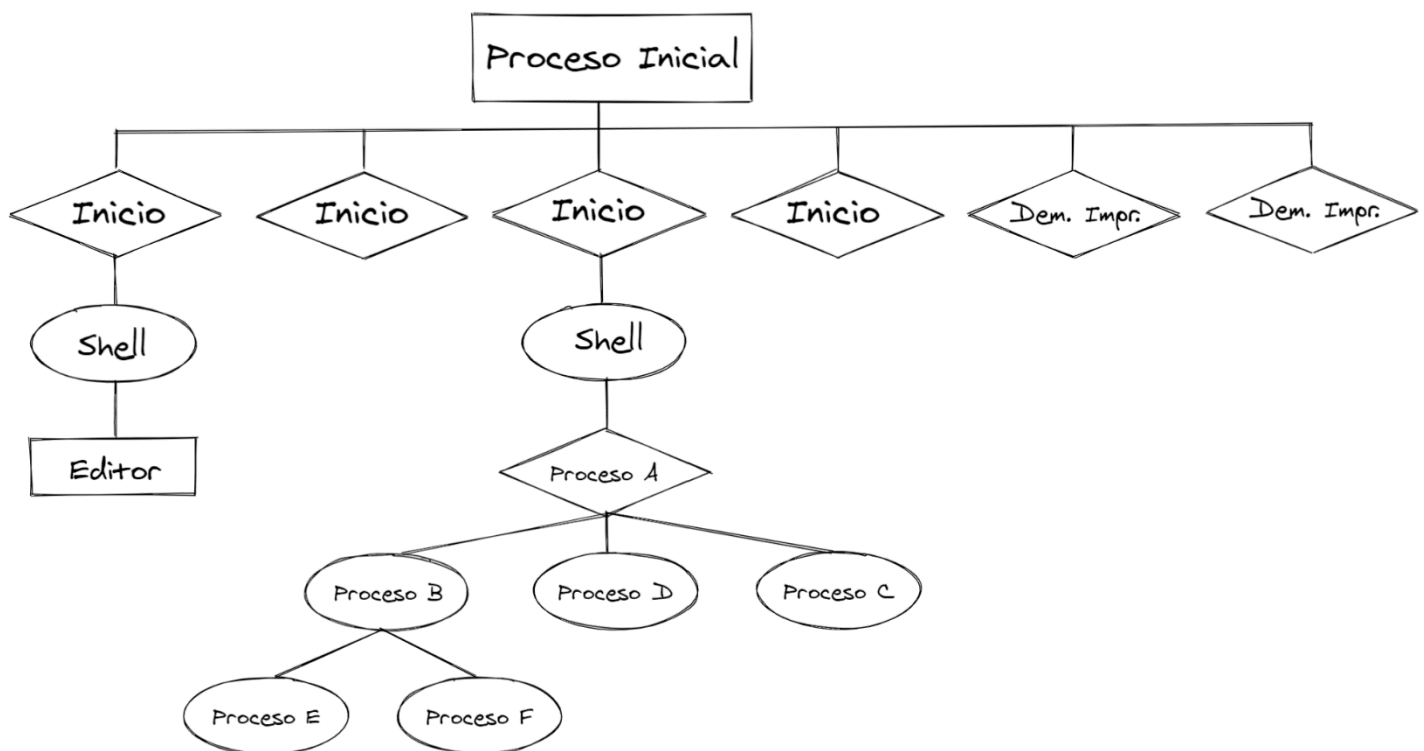 Proceso Inicial
Inicio
Inicio
Inicio
Inicio
Dem. Impr.
Dem. Impr.
Shell
Shell
Editor
Proceso A
Proceso B
Proceso D
Proceso C
Proceso E
Proceso F